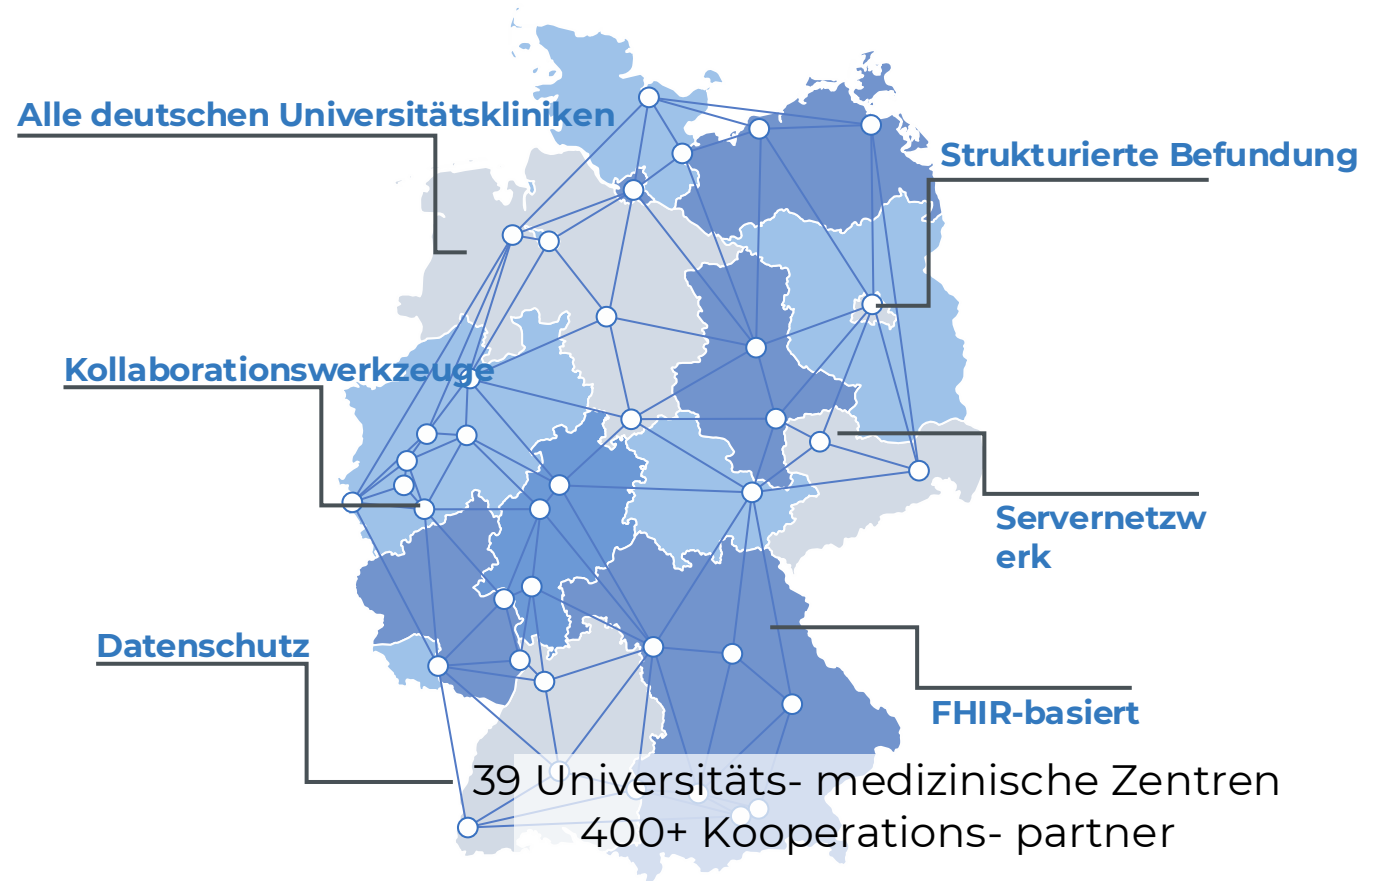 Alle deutschen Universitätskliniken
Strukturierte Befundung
Kollaborationswerkzeuge
Servernetzw
erk
Datenschutz
FHIR-basiert
39 Universitäts- medizinische Zentren
400+ Kooperations- partner